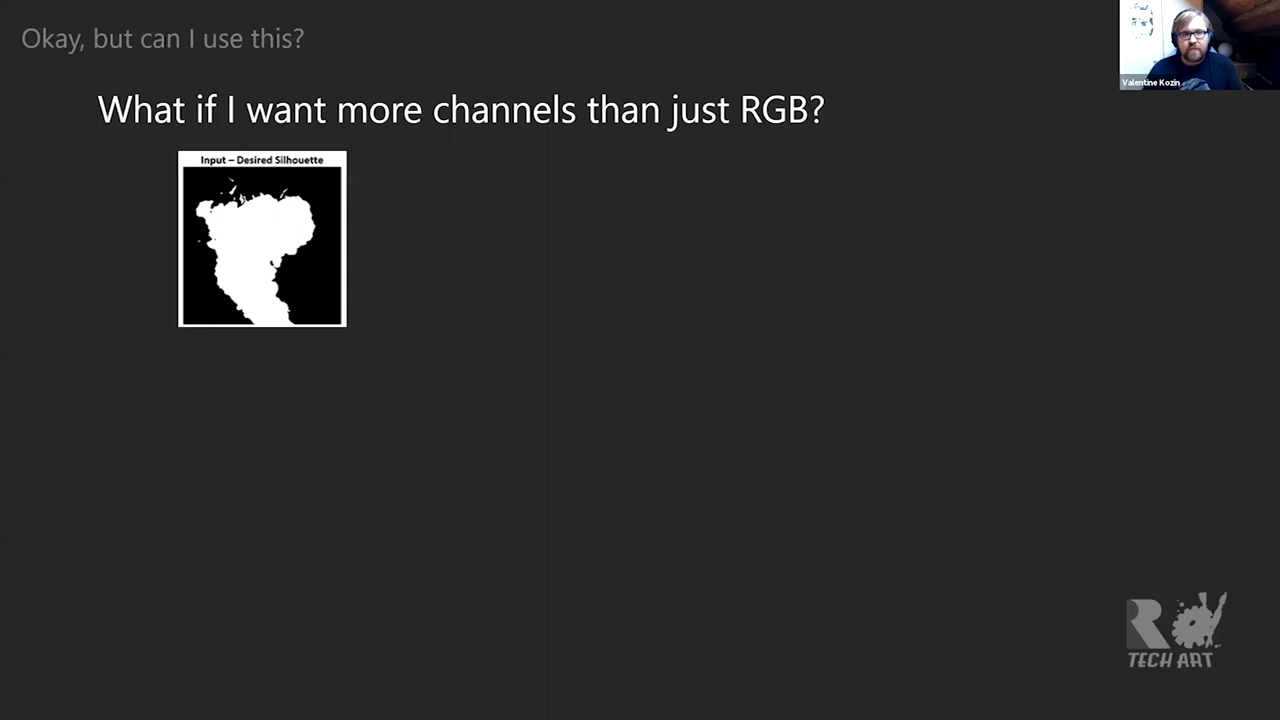 Okay, but can I use this?
Valentine Kozin
What if I want more channels than just RGB?
Input – Desired Silhouette
R
TECH ART